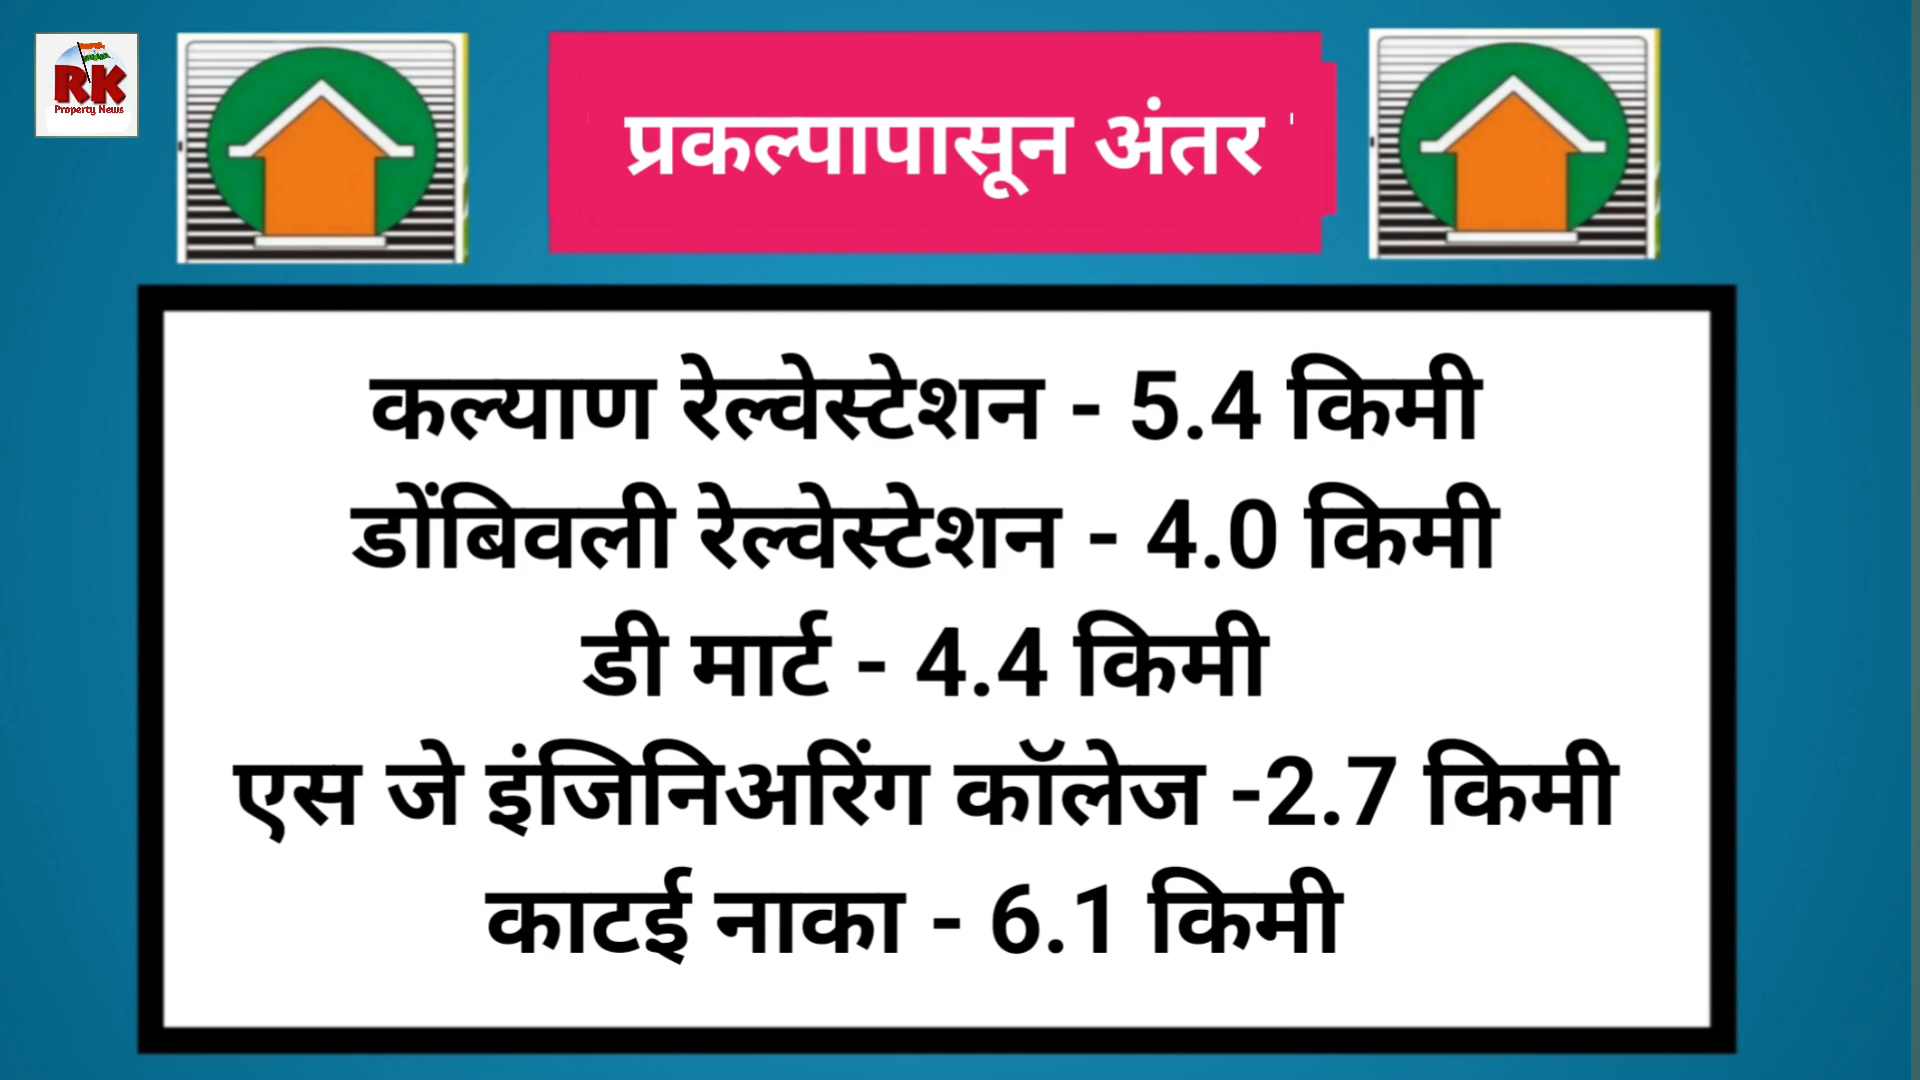 RK
Property News
प्रकल्पापासून अंतर '
कल्याण रेल्वेस्टेशन - 5.4 किमी
डोंबिवली रेल्वेस्टेशन - 4.0 किमी
डी मार्ट - 4.4 किमी
एस जे इंजिनिअरिंग कॉलेज -2.7 किमी
काटई नाका - 6.1 किमी